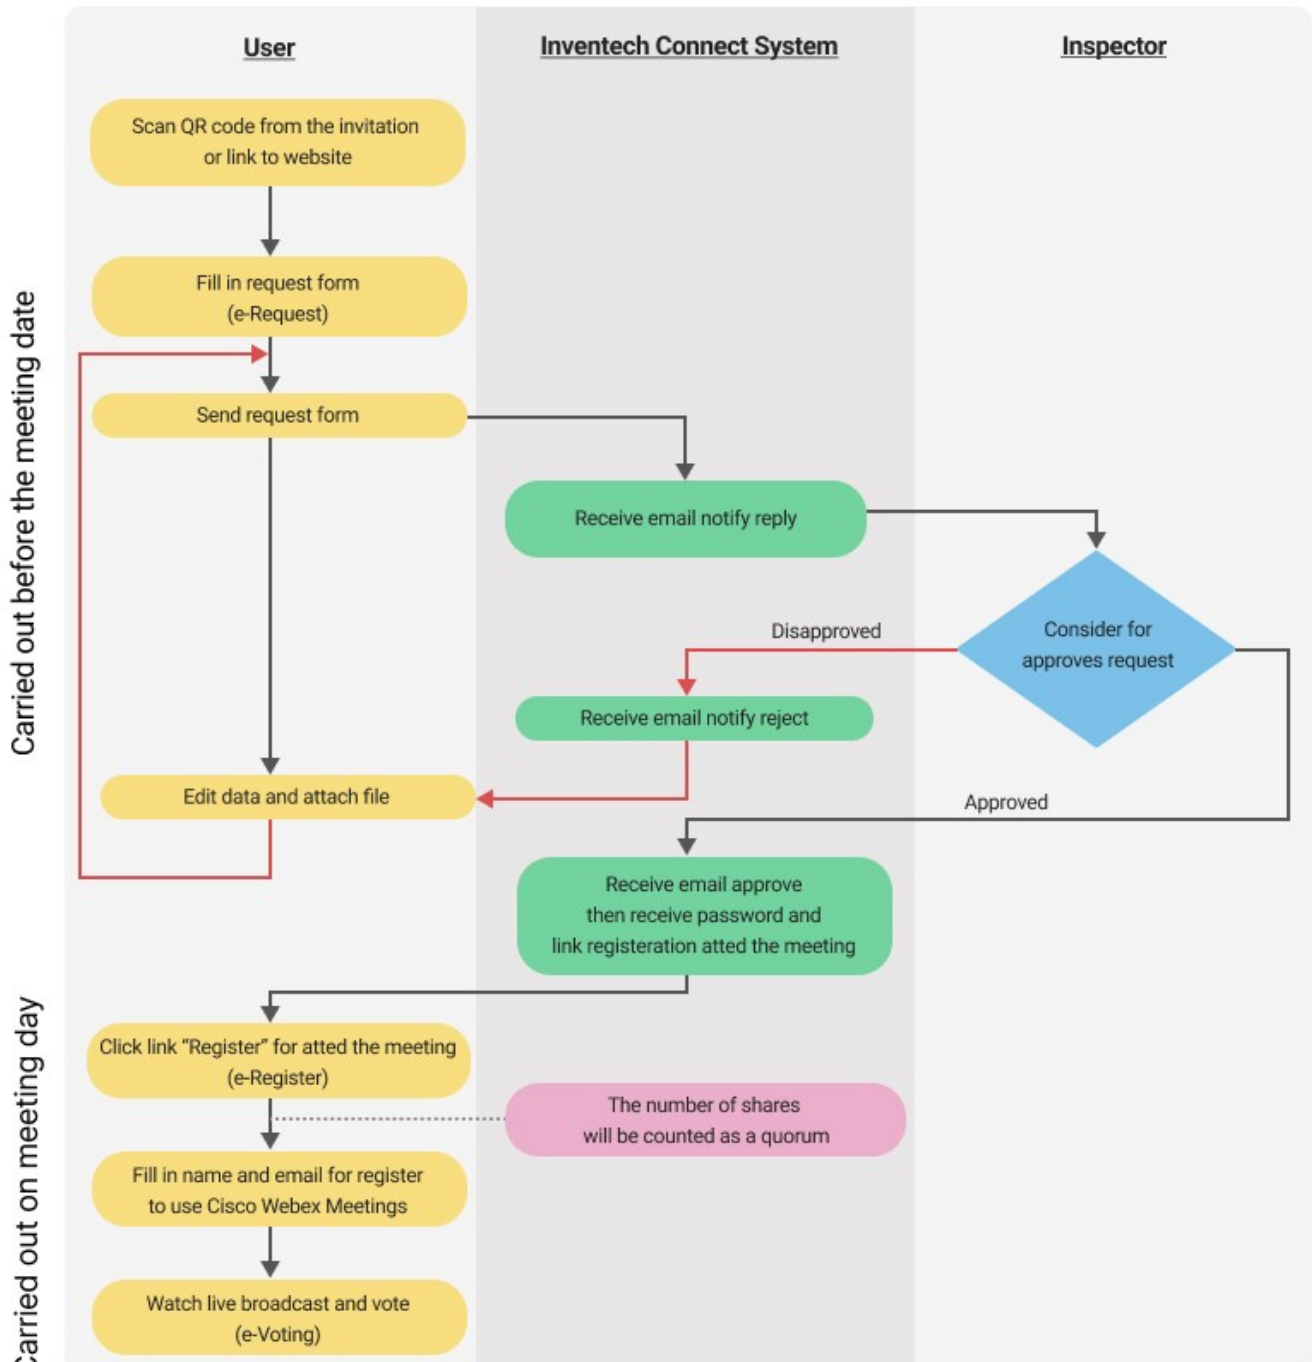 User
Inventech Connect System
Inspector
Scan QR code from the invitation
or link to website
Fill in request form
(e-Request)
Send request form
Receive email notify reply
Consider for
approves request
Disapproved
Receive email notify reject
Edit data and attach file
Approved
Receive email approve
then receive password and
link registeration atted the meeting
Carried out before the meeting date
Click link “Register” for atted the meeting
(e-Register)
The number of shares
will be counted as a quorum
Fill in name and email for register
to use Cisco Webex Meetings
Watch live broadcast and vote
(e-Voting)
Carried out on meeting day